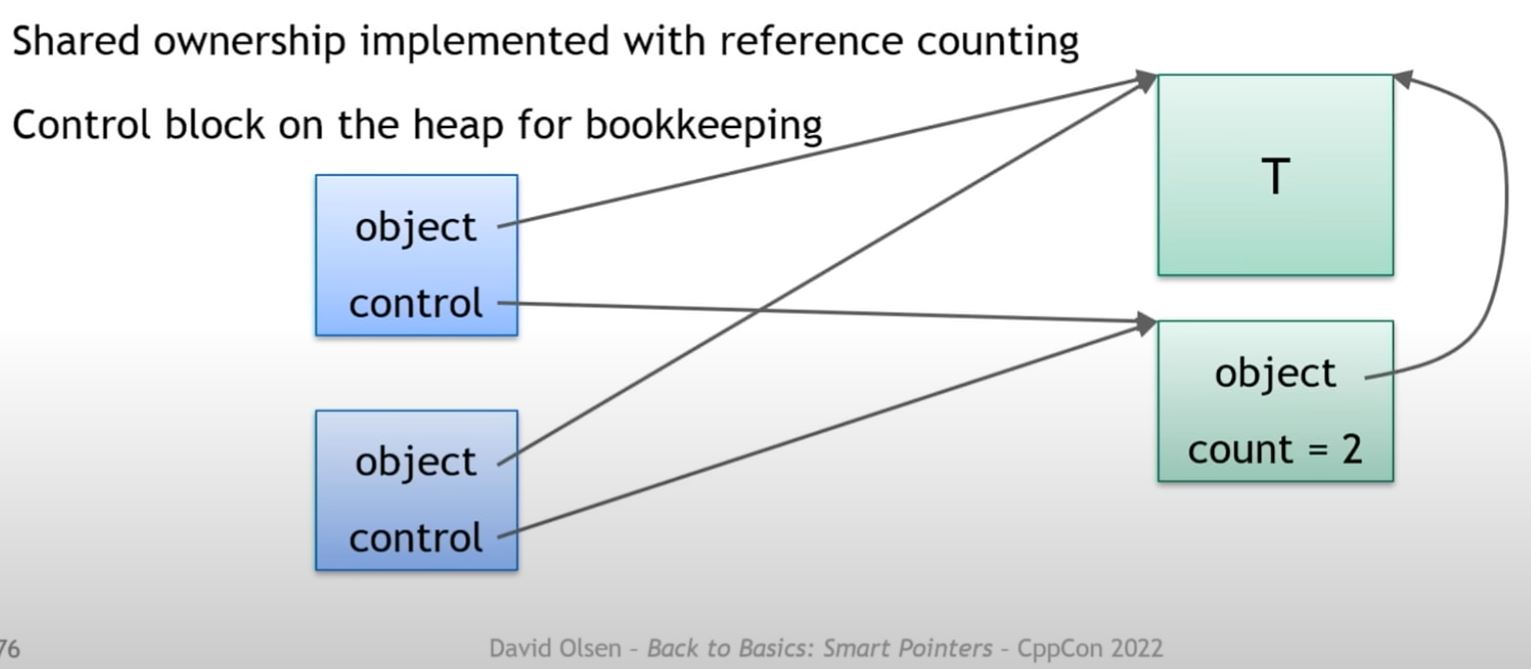 Shared ownership implemented with reference counting
Control block on the heap for bookkeeping
object
control
object
control
T
object
count = 2
76
David Olsen – Back to Basics: Smart Pointers – CppCon 2022